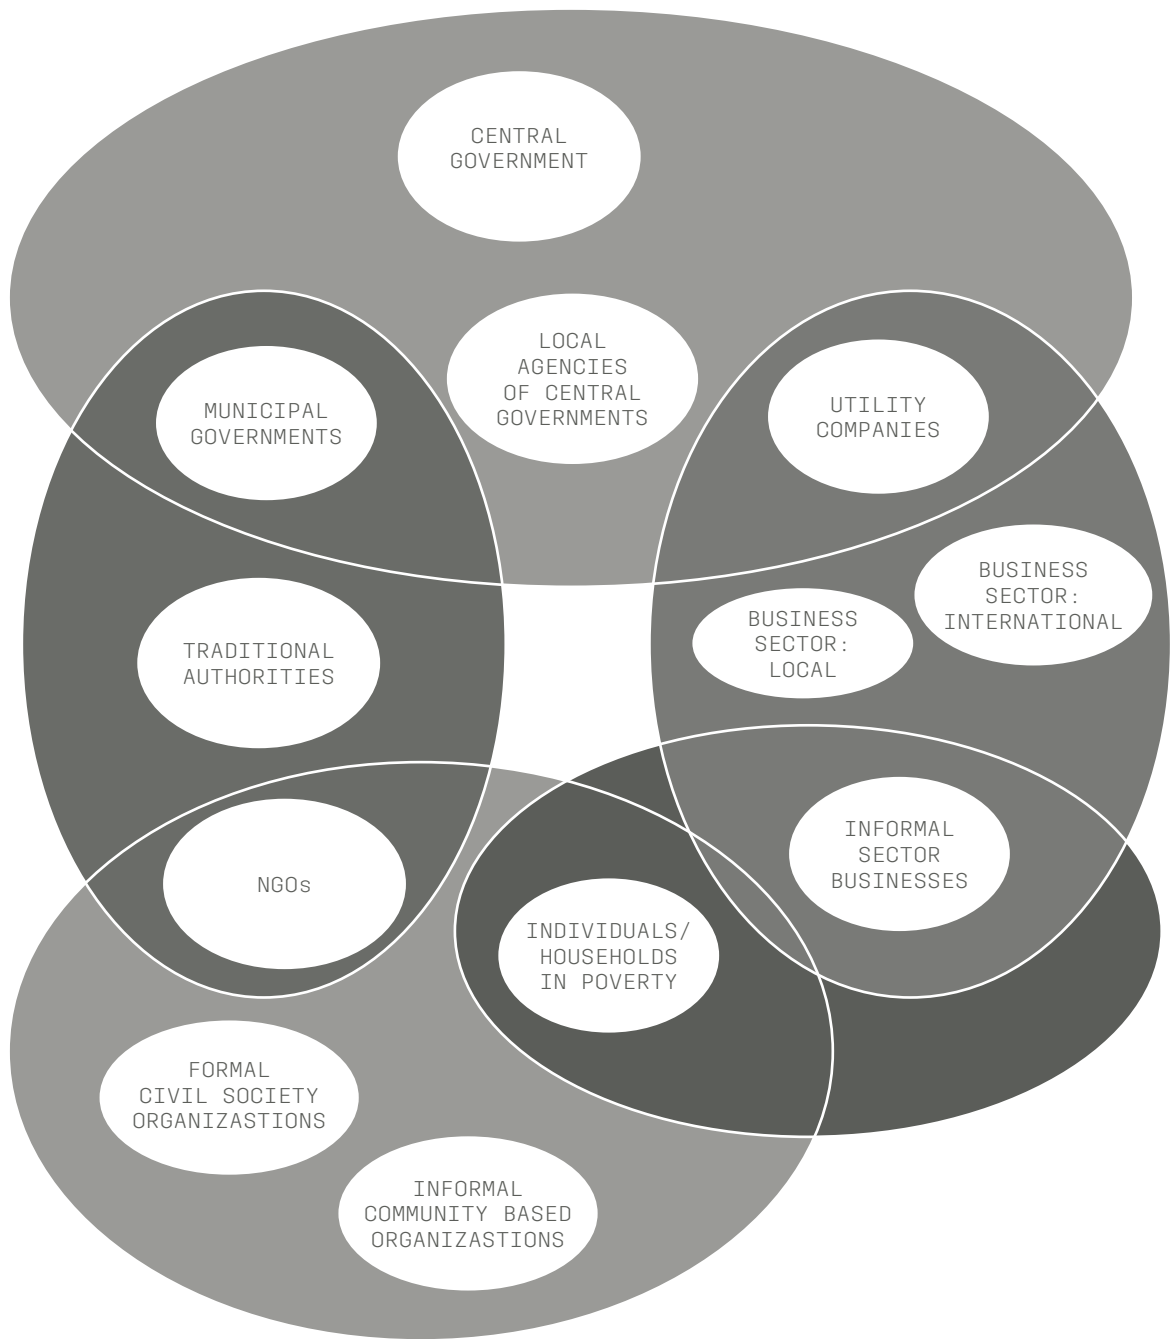 CENTRAL
GOVERNMENT
LOCAL
AGENCIES
OF CENTRAL
GOVERNMENTS
MUNICIPAL
GOVERNMENTS
UTILITY
COMPANIES
BUSINESS
SECTOR:
INTERNATIONAL
BUSINESS
SECTOR:
LOCAL
TRADITIONAL
AUTHORITIES
INFORMAL
SECTOR
BUSINESSES
NGOs
INDIVIDUALS/
HOUSEHOLDS
IN POVERTY
FORMAL
CIVIL SOCIETY
ORGANIZASTIONS
INFORMAL
COMMUNITY BASED
ORGANIZASTIONS